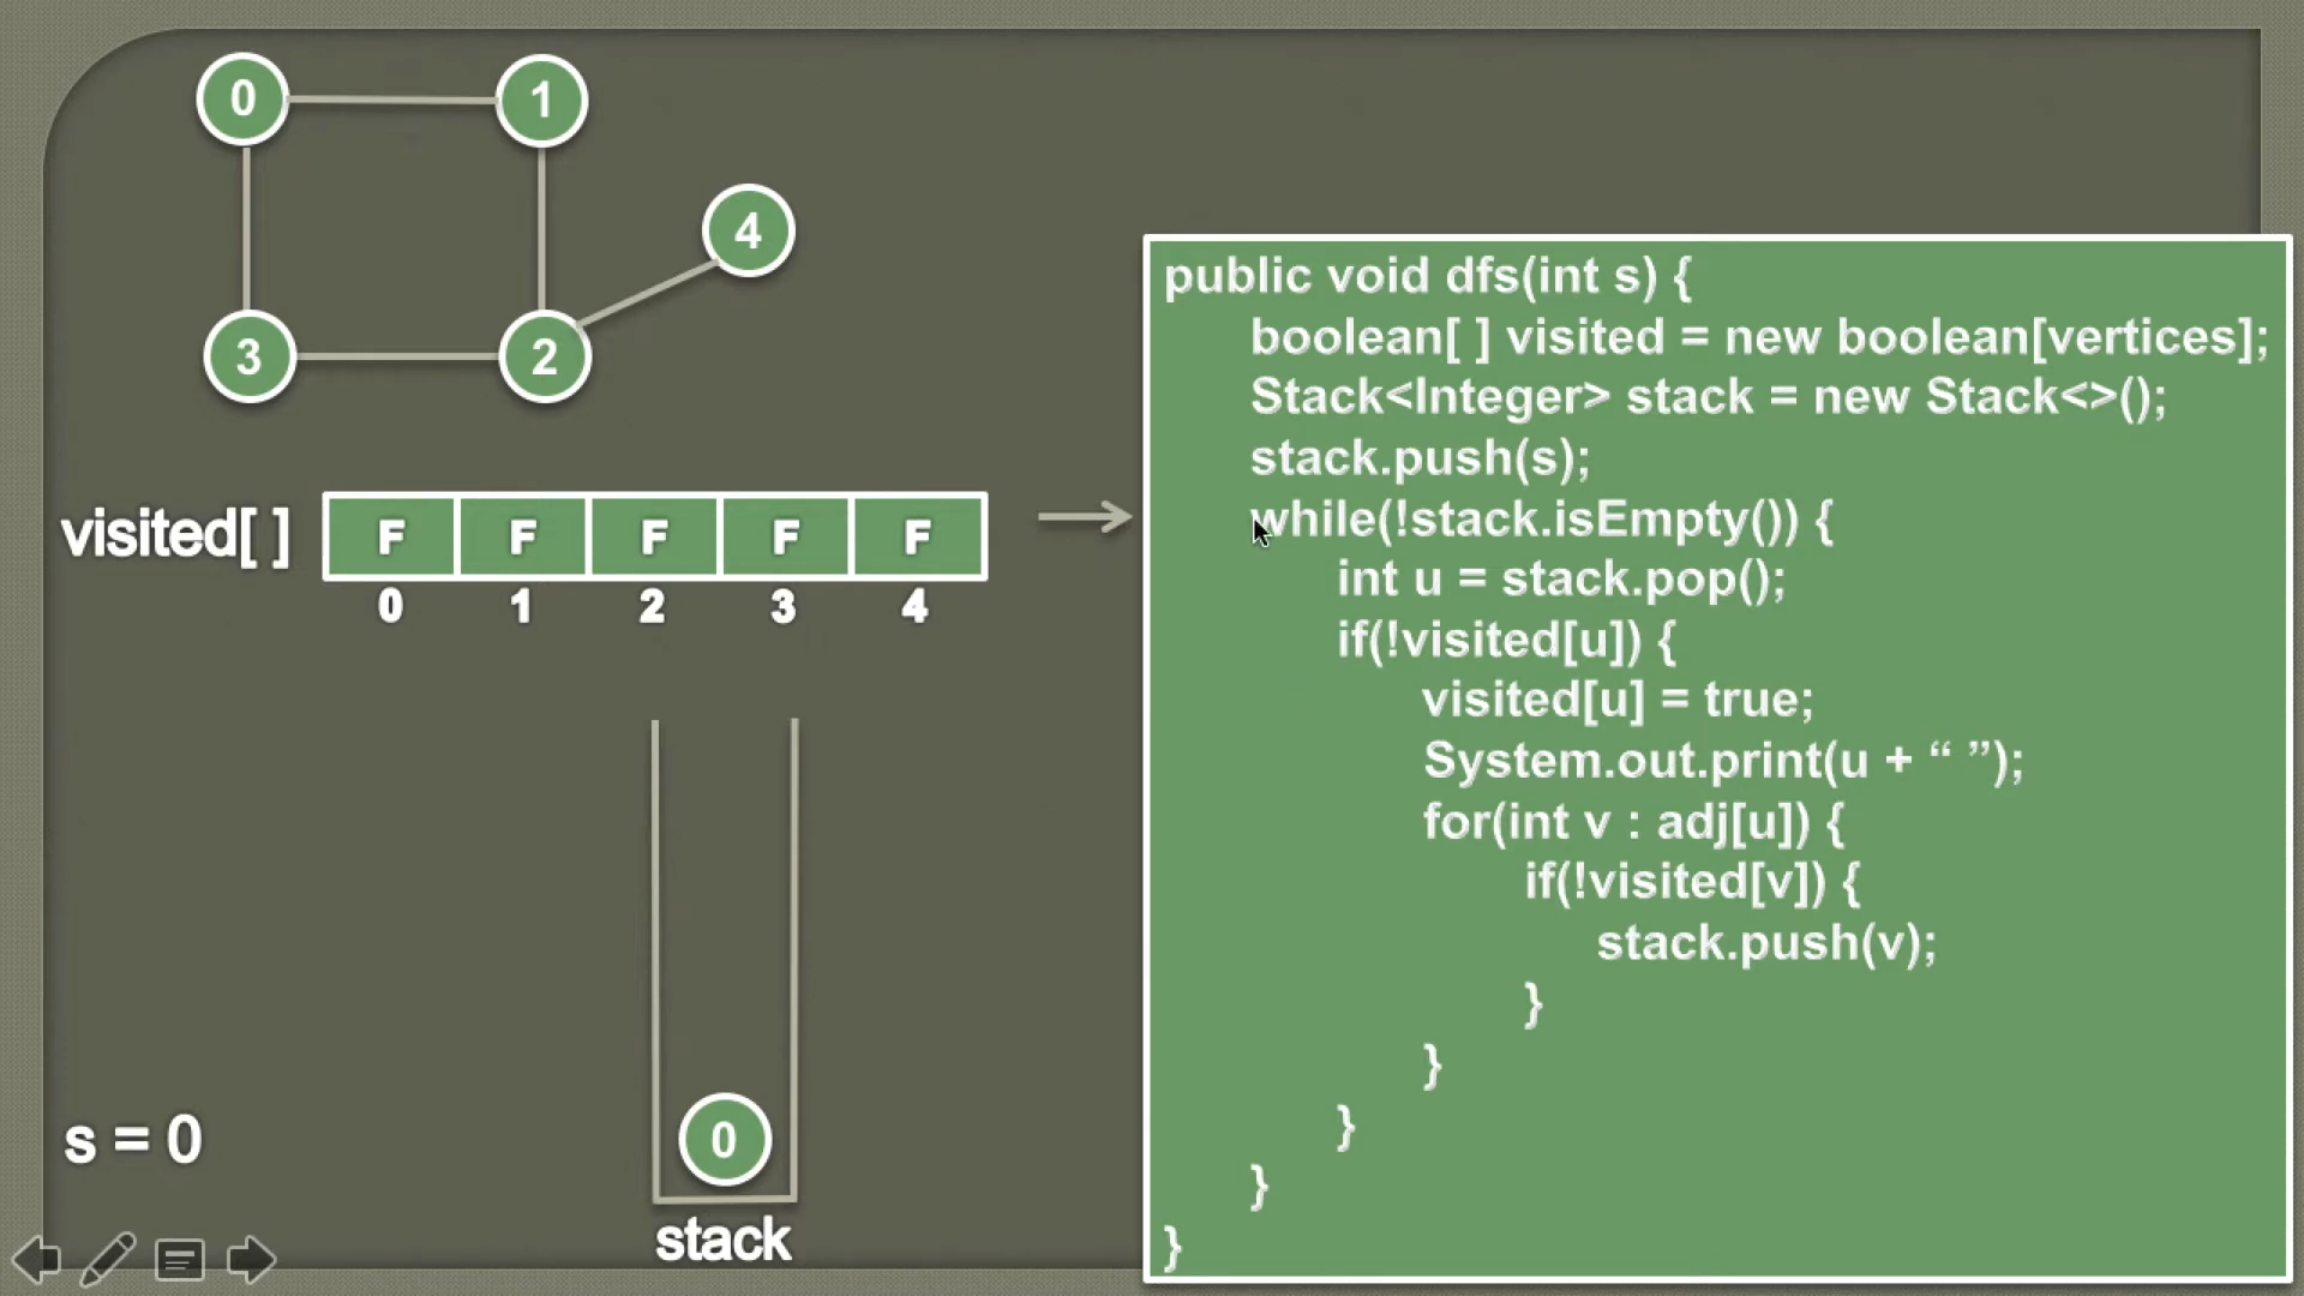 0 1
4
3 2
visited[ ] F F F F F
0 1 2 3 4
s = 0
0
stack
public void dfs(int s) {
boolean[ ] visited = new boolean[vertices];
Stack<Integer> stack = new Stack<>();
stack.push(s);
while(!stack.isEmpty()) {
int u = stack.pop();
if(!visited[u]) {
visited[u] = true;
System.out.print(u + “ ”);
for(int v : adj[u]) {
if(!visited[v]) {
stack.push(v);
}
}
}
}
}